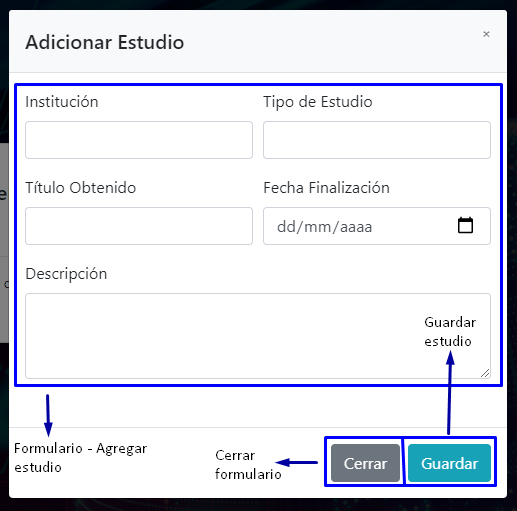 Adicionar Estudio
×
Institución
Tipo de Estudio
Título Obtenido
Fecha Finalización
dd/mm/aaaa
Descripción
Guardar
estudio
Formulario - Agregar
estudio
Cerrar
formulario
Cerrar
Guardar